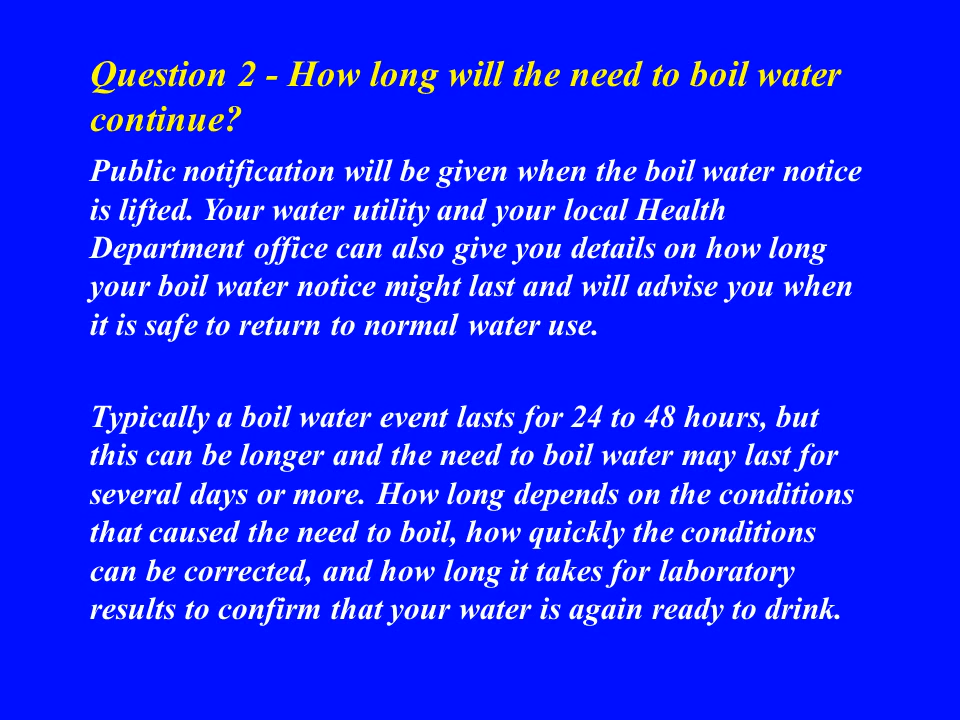 Question 2 - How long will the need to boil water
continue?
Public notification will be given when the boil water notice
is lifted. Your water utility and your local Health
Department office can also give you details on how long
your boil water notice might last and will advise you when
it is safe to return to normal water use.
Typically a boil water event lasts for 24 to 48 hours, but
this can be longer and the need to boil water may last for
several days or more. How long depends on the conditions
that caused the need to boil, how quickly the conditions
can be corrected, and how long it takes for laboratory
results to confirm that your water is again ready to drink.